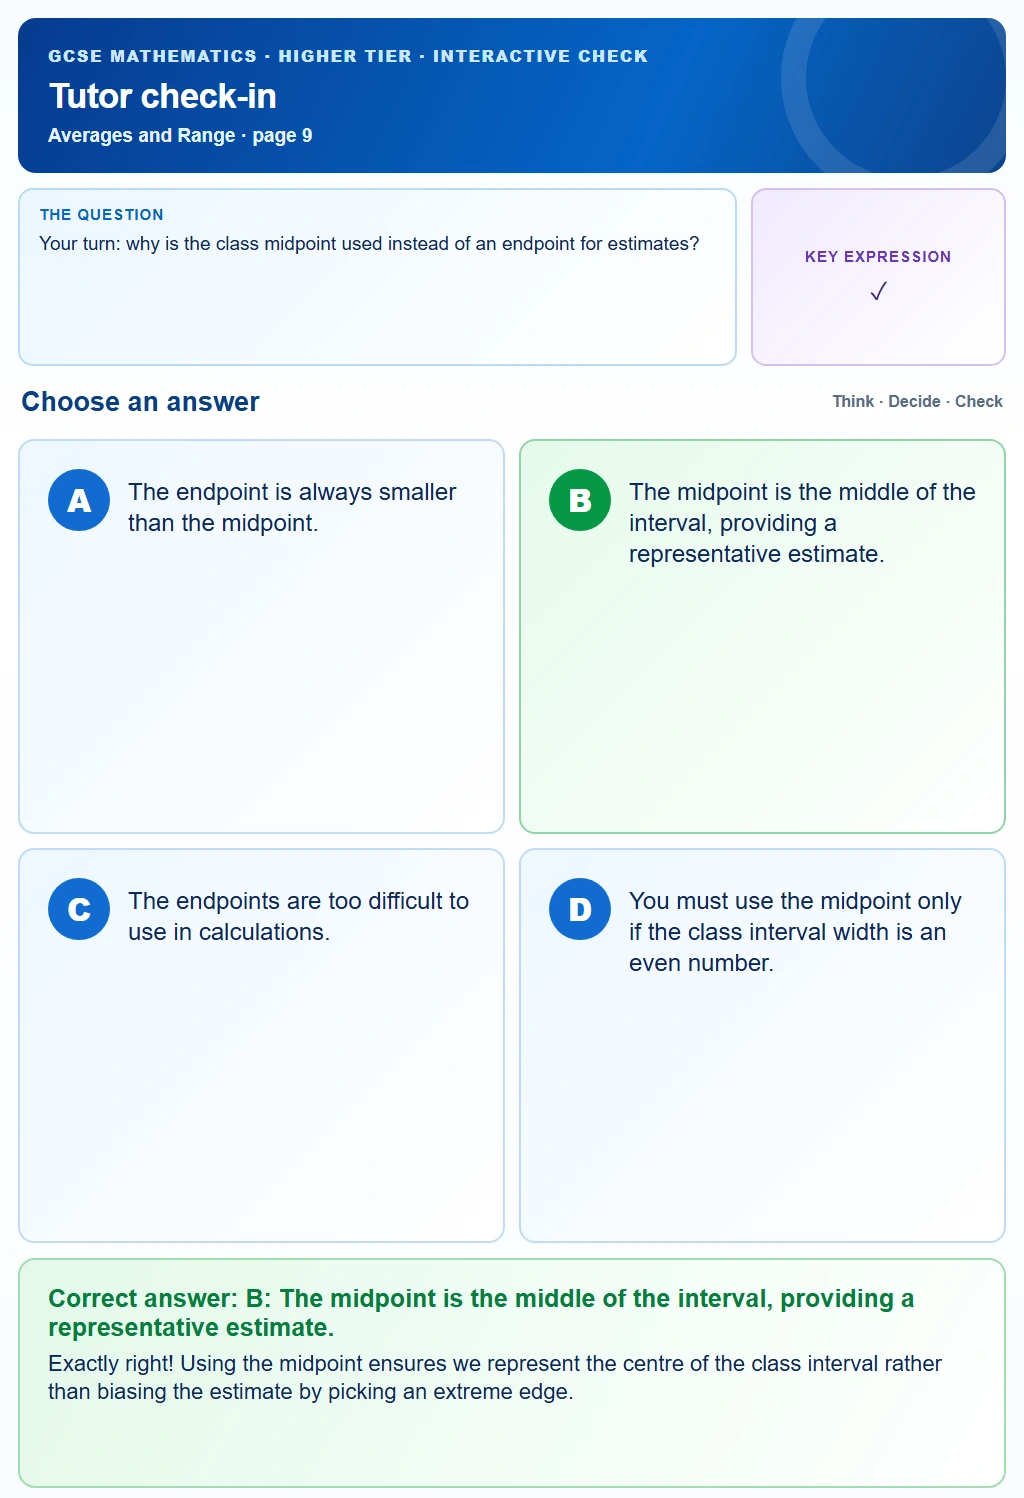 GCSE MATHEMATICS · HIGHER TIER · INTERACTIVE CHECK
Tutor check-in
Averages and Range · page 9
THE QUESTION
Your turn: why is the class midpoint used instead of an endpoint for estimates?
KEY EXPRESSION
✓
Choose an answer
Think · Decide · Check
A
The endpoint is always smaller
than the midpoint.
B
The midpoint is the middle of the
interval, providing a
representative estimate.
C
The endpoints are too difficult to
use in calculations.
D
You must use the midpoint only
if the class interval width is an
even number.
Correct answer: B: The midpoint is the middle of the interval, providing a
representative estimate.
Exactly right! Using the midpoint ensures we represent the centre of the class interval rather
than biasing the estimate by picking an extreme edge.